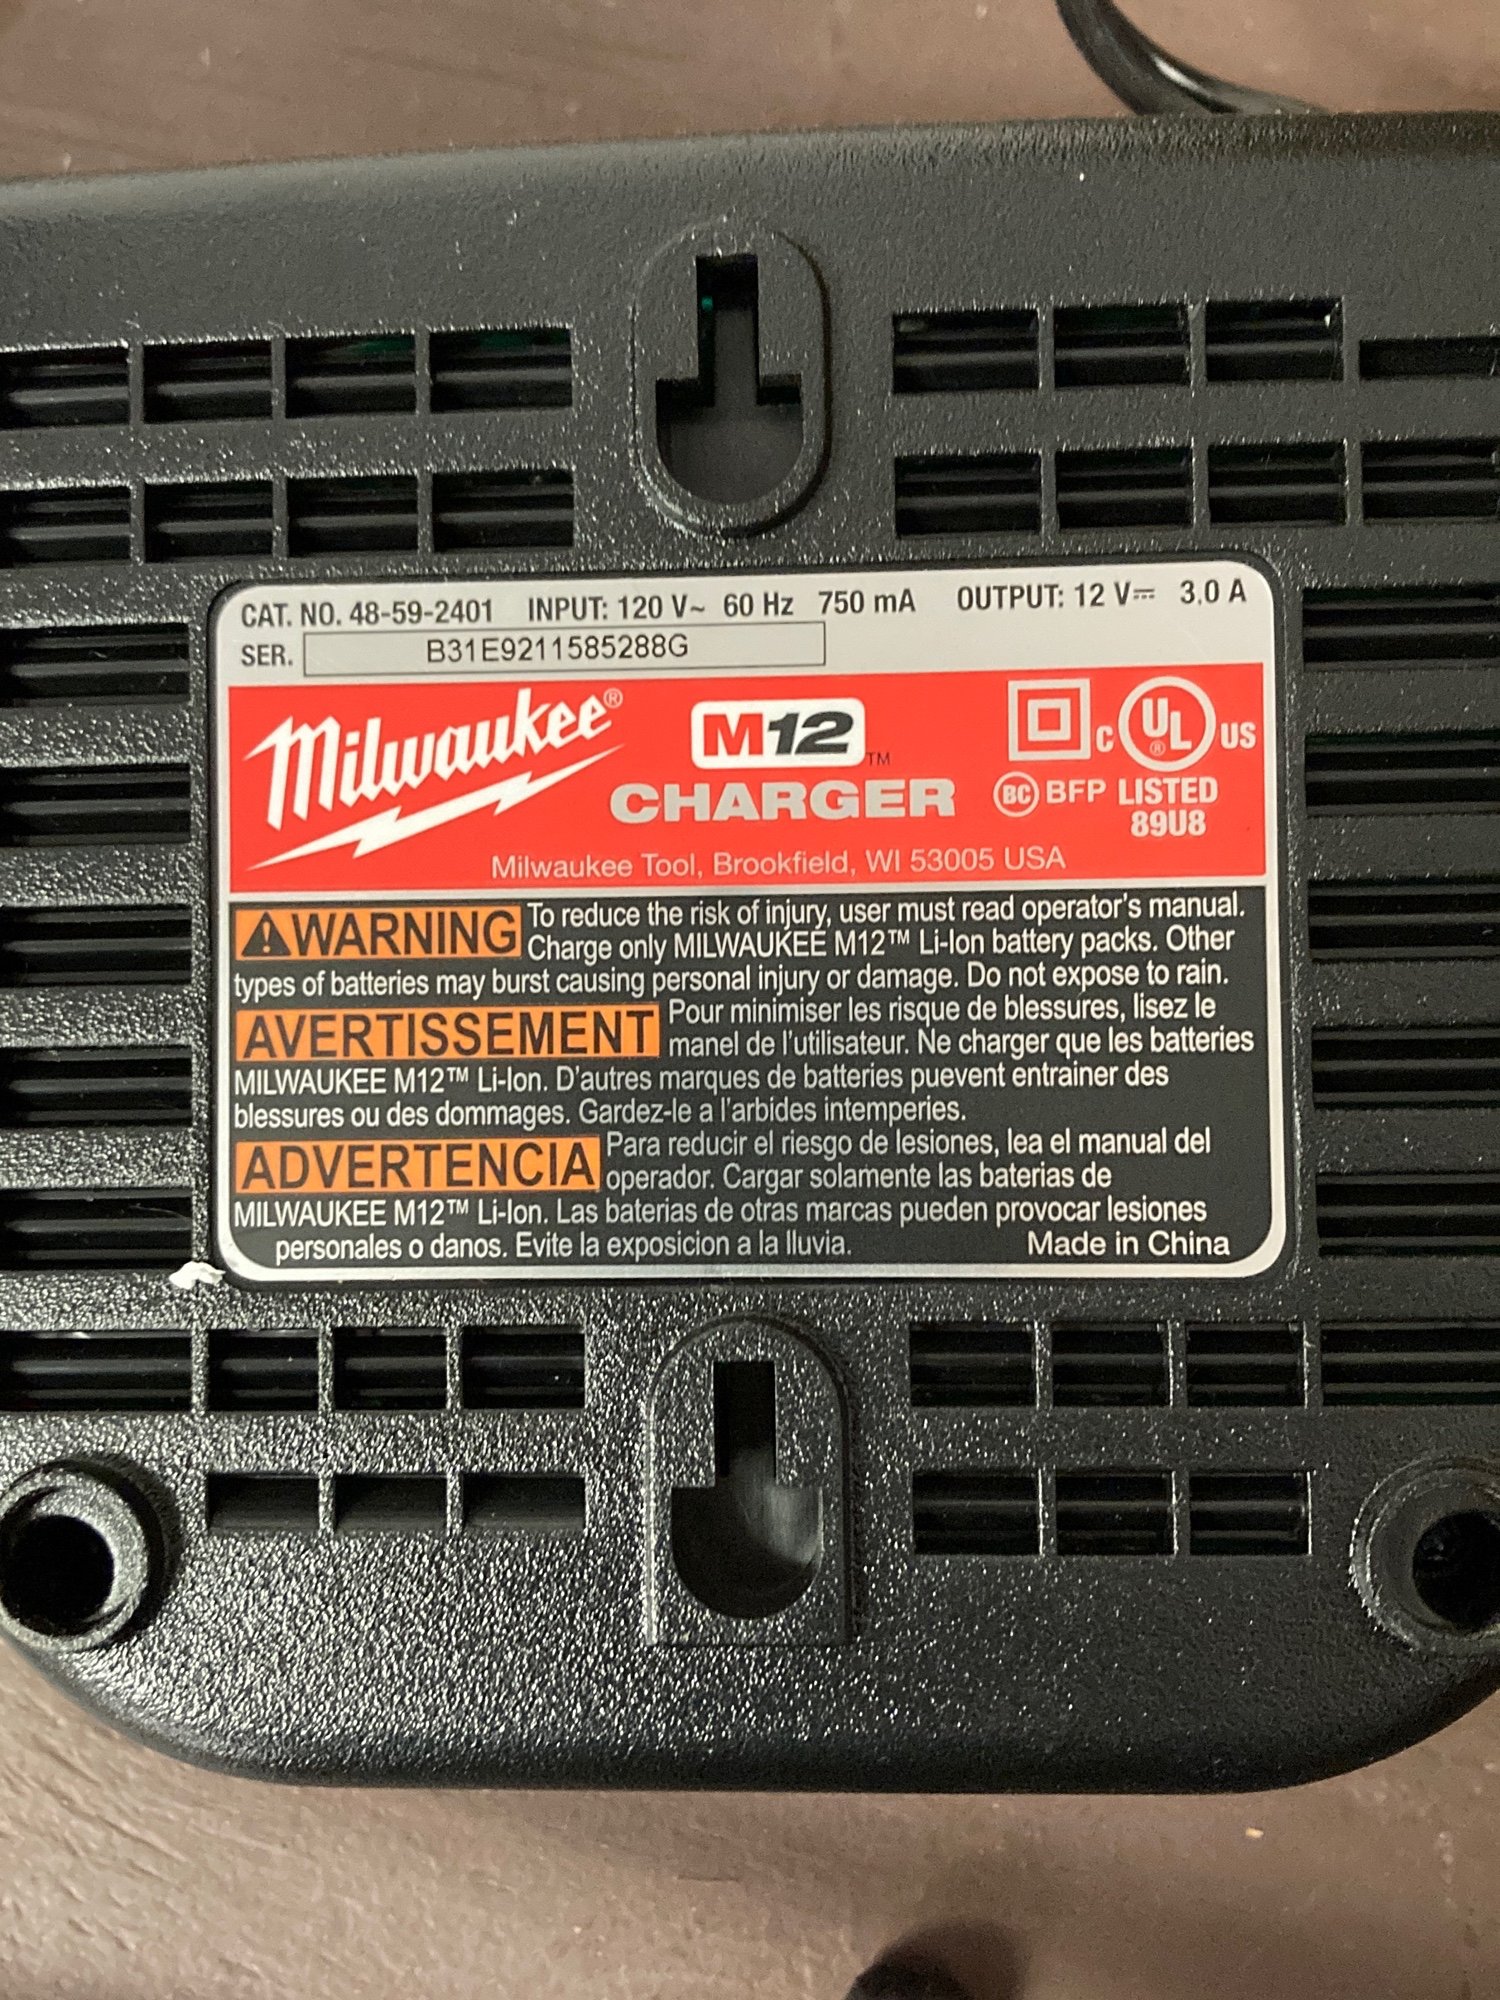 CAT. NO. 48-59-2401 INPUT: 120 V~ 60 Hz 750 mA OUTPUT: 12 V⎓ 3.0 A
SER. B31E9211585288G
Milwaukee®
M12™
CHARGER
C UL® US
BC BFP LISTED
89U8
Milwaukee Tool, Brookfield, WI 53005 USA
⚠WARNING To reduce the risk of injury, user must read operator's manual.
Charge only MILWAUKEE M12™ Li-Ion battery packs. Other
types of batteries may burst causing personal injury or damage. Do not expose to rain.
AVERTISSEMENT Pour minimiser les risque de blessures, lisez le
manel de l'utilisateur. Ne charger que les batteries
MILWAUKEE M12™ Li-Ion. D'autres marques de batteries puevent entrainer des
blessures ou des dommages. Gardez-le a l'arbides intemperies.
ADVERTENCIA Para reducir el riesgo de lesiones, lea el manual del
operador. Cargar solamente las baterias de
MILWAUKEE M12™ Li-Ion. Las baterias de otras marcas pueden provocar lesiones
personales o danos. Evite la exposicion a la lluvia. Made in China